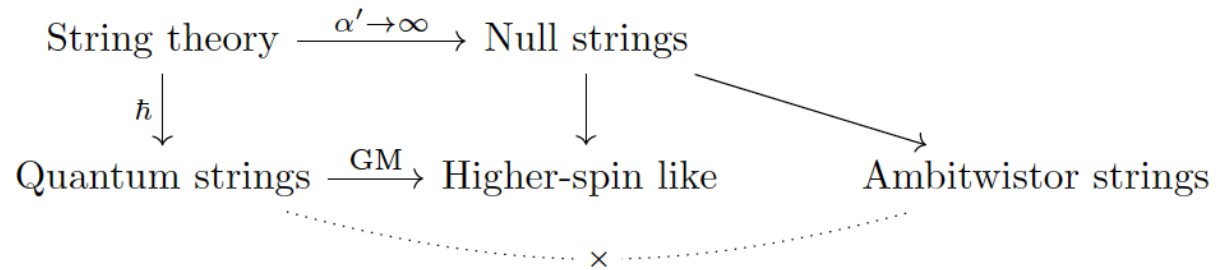 String theory α′→∞ Null strings
ħ
Quantum strings GM Higher-spin like Ambitwistor strings
×